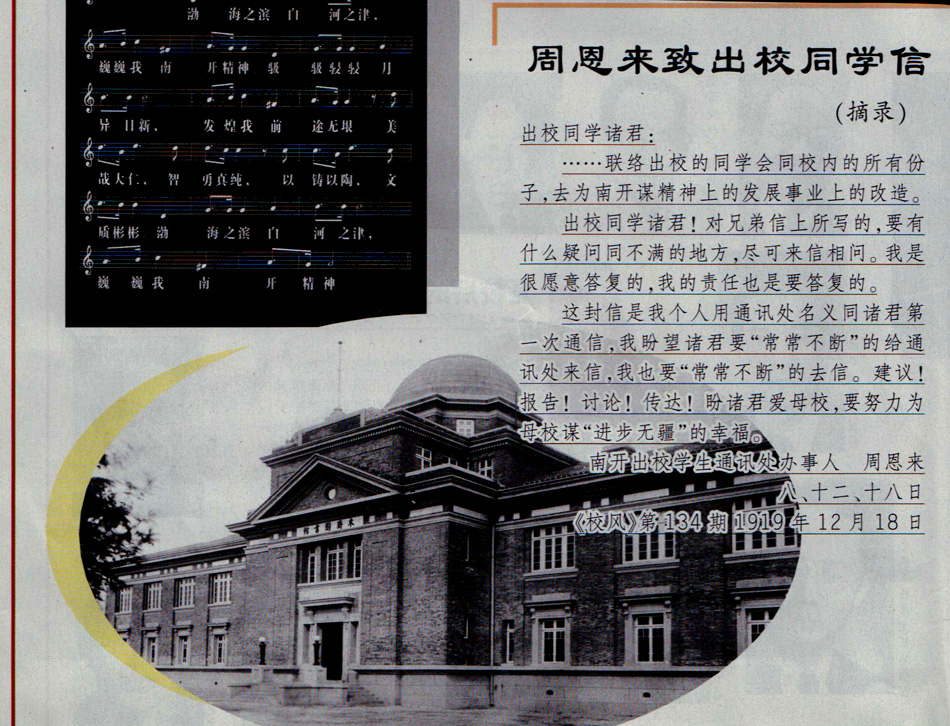 渤 海之滨 白 河之津，
巍巍我 南 开精神
巍巍我 南 开精神 骎 骎骎骎 月
异 日新， 发 煌我 前 途无垠 美
哉大仁， 智 勇真纯， 以 铸以陶， 文
质彬彬 渤 海之滨 白 河 之津，
巍 巍我 南 开 精神
周恩来致出校同学信
（摘录）
出校同学诸君：
……联络出校的同学会同校内的所有份
子，去为南开谋精神上的发展事业上的改造。
出校同学诸君！对兄弟信上所写的，要有
什么疑问同不满的地方，尽可来信相问。我是
很愿意答复的，我的责任也是要答复的。
这封信是我个人用通讯处名义同诸君第
一次通信，我盼望诸君要“常常不断”的给通
讯处来信，我也要“常常不断”的去信。建议！
报告！讨论！传达！盼诸君爱母校，要努力为
母校谋“进步无疆”的幸福。
南开出校学生通讯处办事人 周恩来
八、十二、十八日
《校风》第134期1919年12月18日
馆书图斋木